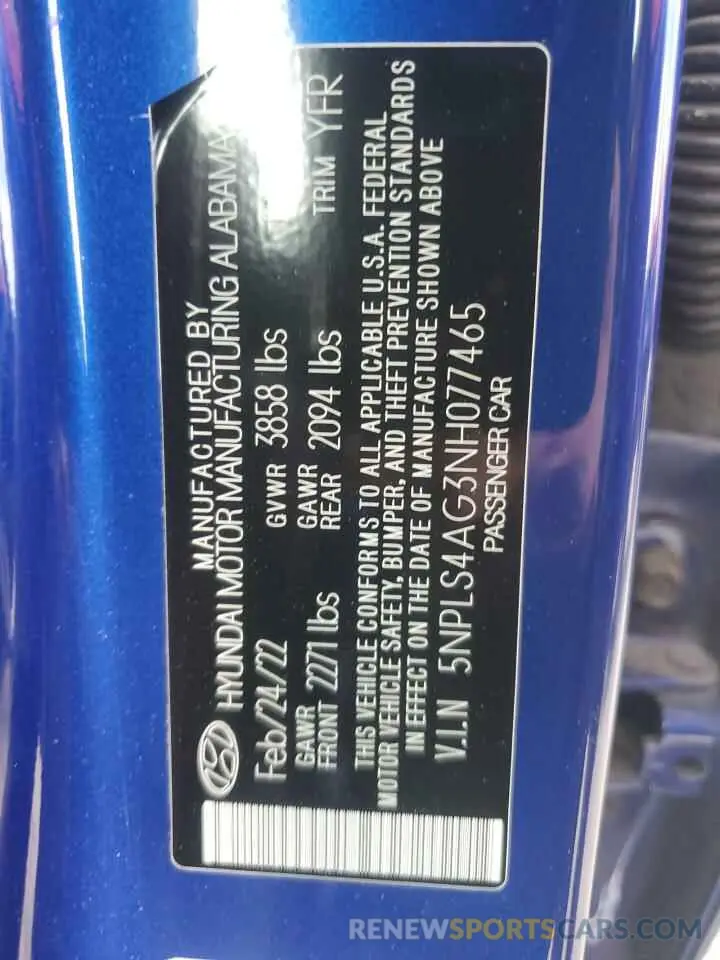 MANUFACTURED BY
HYUNDAI MOTOR MANUFACTURING ALABAMA,
Feb/24/22 GVWR 3858 lbs
GAWR FRONT 2271 lbs GAWR REAR 2094 lbs TRIM YFR
THIS VEHICLE CONFORMS TO ALL APPLICABLE U.S.A. FEDERAL
MOTOR VEHICLE SAFETY, BUMPER, AND THEFT PREVENTION STANDARDS
IN EFFECT ON THE DATE OF MANUFACTURE SHOWN ABOVE
V.I.N 5NPLS4AG3NH077465
PASSENGER CAR
RENEWSPORTSCARS.COM